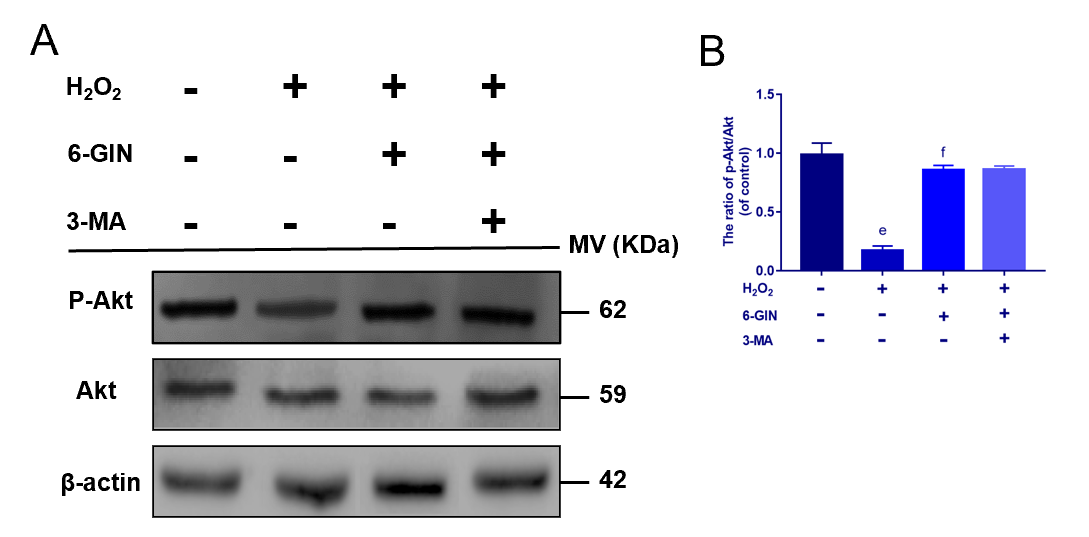 A
H₂O₂ - + + +
6-GIN - - + +
3-MA - - - +
MV (KDa)
P-Akt 62
Akt 59
β-actin 42
B
The ratio of p-Akt/Akt
(of control)
1.5
1.0
0.5
0.0
e
f
H₂O₂ - + + +
6-GIN - - + +
3-MA - - - +